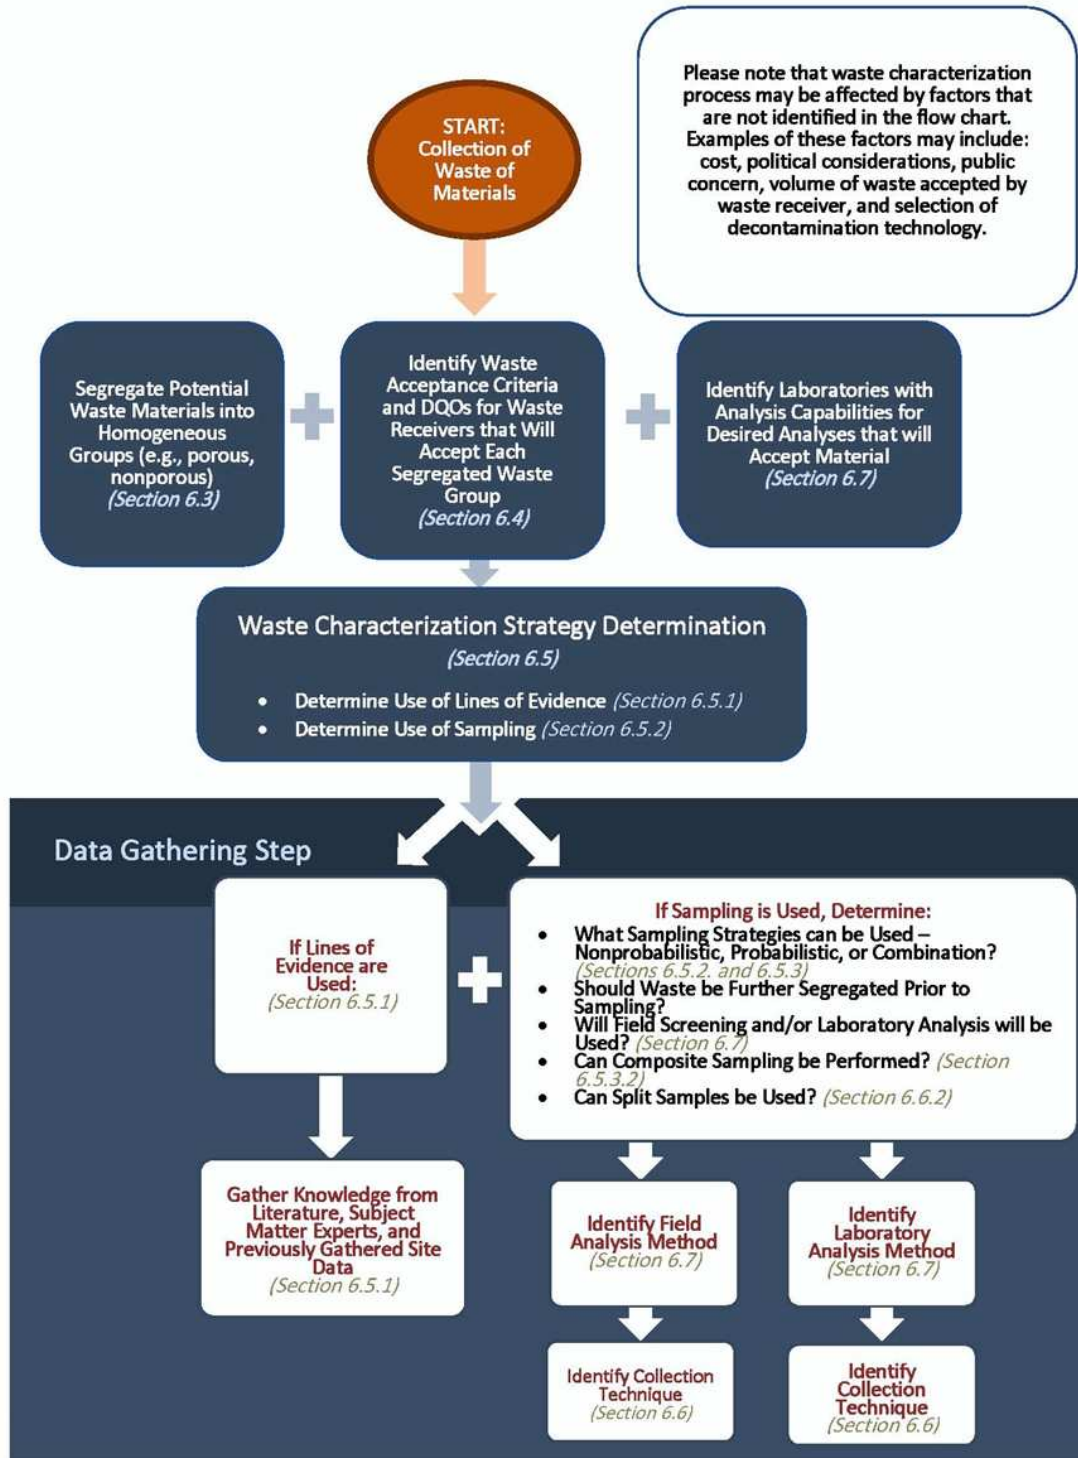 Please note that waste characterization
process may be affected by factors that
are not identified in the flow chart.
Examples of these factors may include:
cost, political considerations, public
concern, volume of waste accepted by
waste receiver, and selection of
decontamination technology.
START:
Collection of
Waste of
Materials
Segregate Potential
Waste Materials into
Homogeneous
Groups (e.g., porous,
nonporous)
(Section 6.3)
Identify Waste
Acceptance Criteria
and DQOs for Waste
Receivers that Will
Accept Each
Segregated Waste
Group
(Section 6.4)
Identify Laboratories with
Analysis Capabilities for
Desired Analyses that will
Accept Material
(Section 6.7)
Waste Characterization Strategy Determination
(Section 6.5)
• Determine Use of Lines of Evidence (Section 6.5.1)
• Determine Use of Sampling (Section 6.5.2)
Data Gathering Step
If Lines of
Evidence are
Used:
(Section 6.5.1)
If Sampling is Used, Determine:
• What Sampling Strategies can be Used –
Nonprobabilistic, Probabilistic, or Combination?
(Sections 6.5.2. and 6.5.3)
• Should Waste be Further Segregated Prior to
Sampling?
• Will Field Screening and/or Laboratory Analysis will be
Used? (Section 6.7)
• Can Composite Sampling be Performed? (Section
6.5.3.2)
• Can Split Samples be Used? (Section 6.6.2)
Gather Knowledge from
Literature, Subject
Matter Experts, and
Previously Gathered Site
Data
(Section 6.5.1)
Identify Field
Analysis Method
(Section 6.7)
Identify
Laboratory
Analysis Method
(Section 6.7)
Identify Collection
Technique
(Section 6.6)
Identify
Collection
Technique
(Section 6.6)